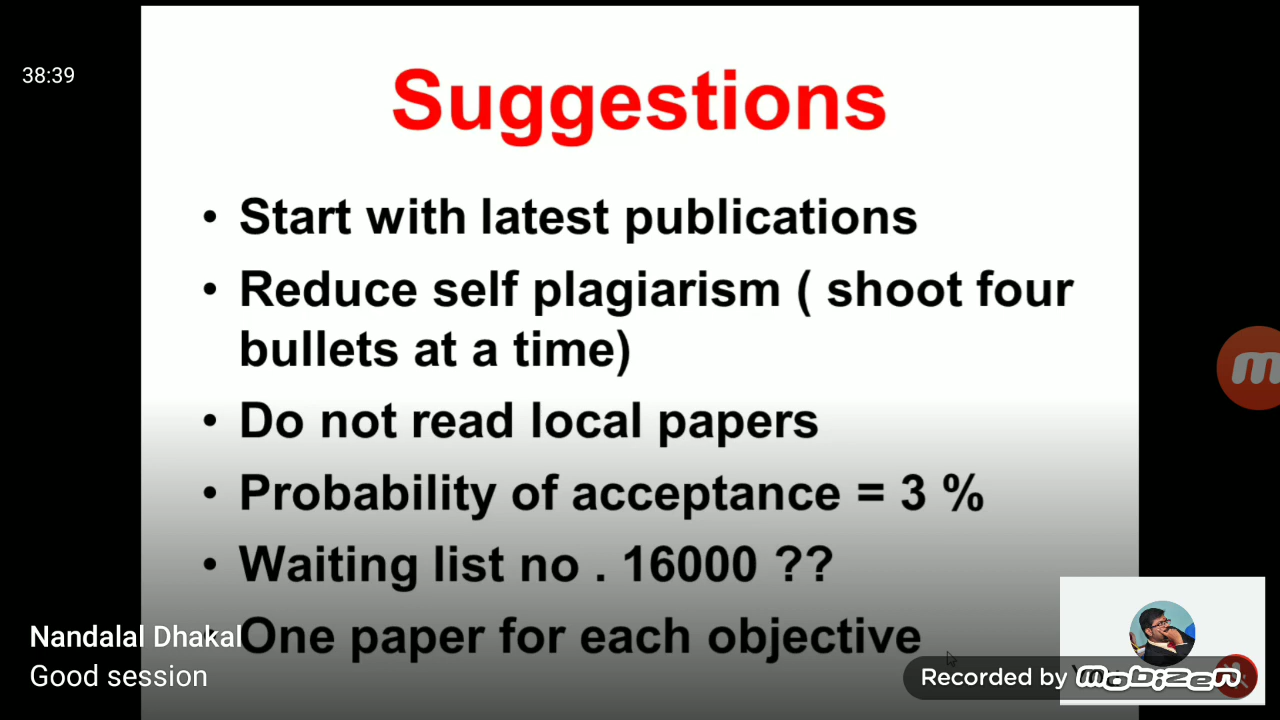 38:39
Suggestions
• Start with latest publications
• Reduce self plagiarism ( shoot four
bullets at a time)
• Do not read local papers
• Probability of acceptance = 3 %
• Waiting list no . 16000 ??
• One paper for each objective
Nandalal Dhakal
Good session
Recorded by mobizen